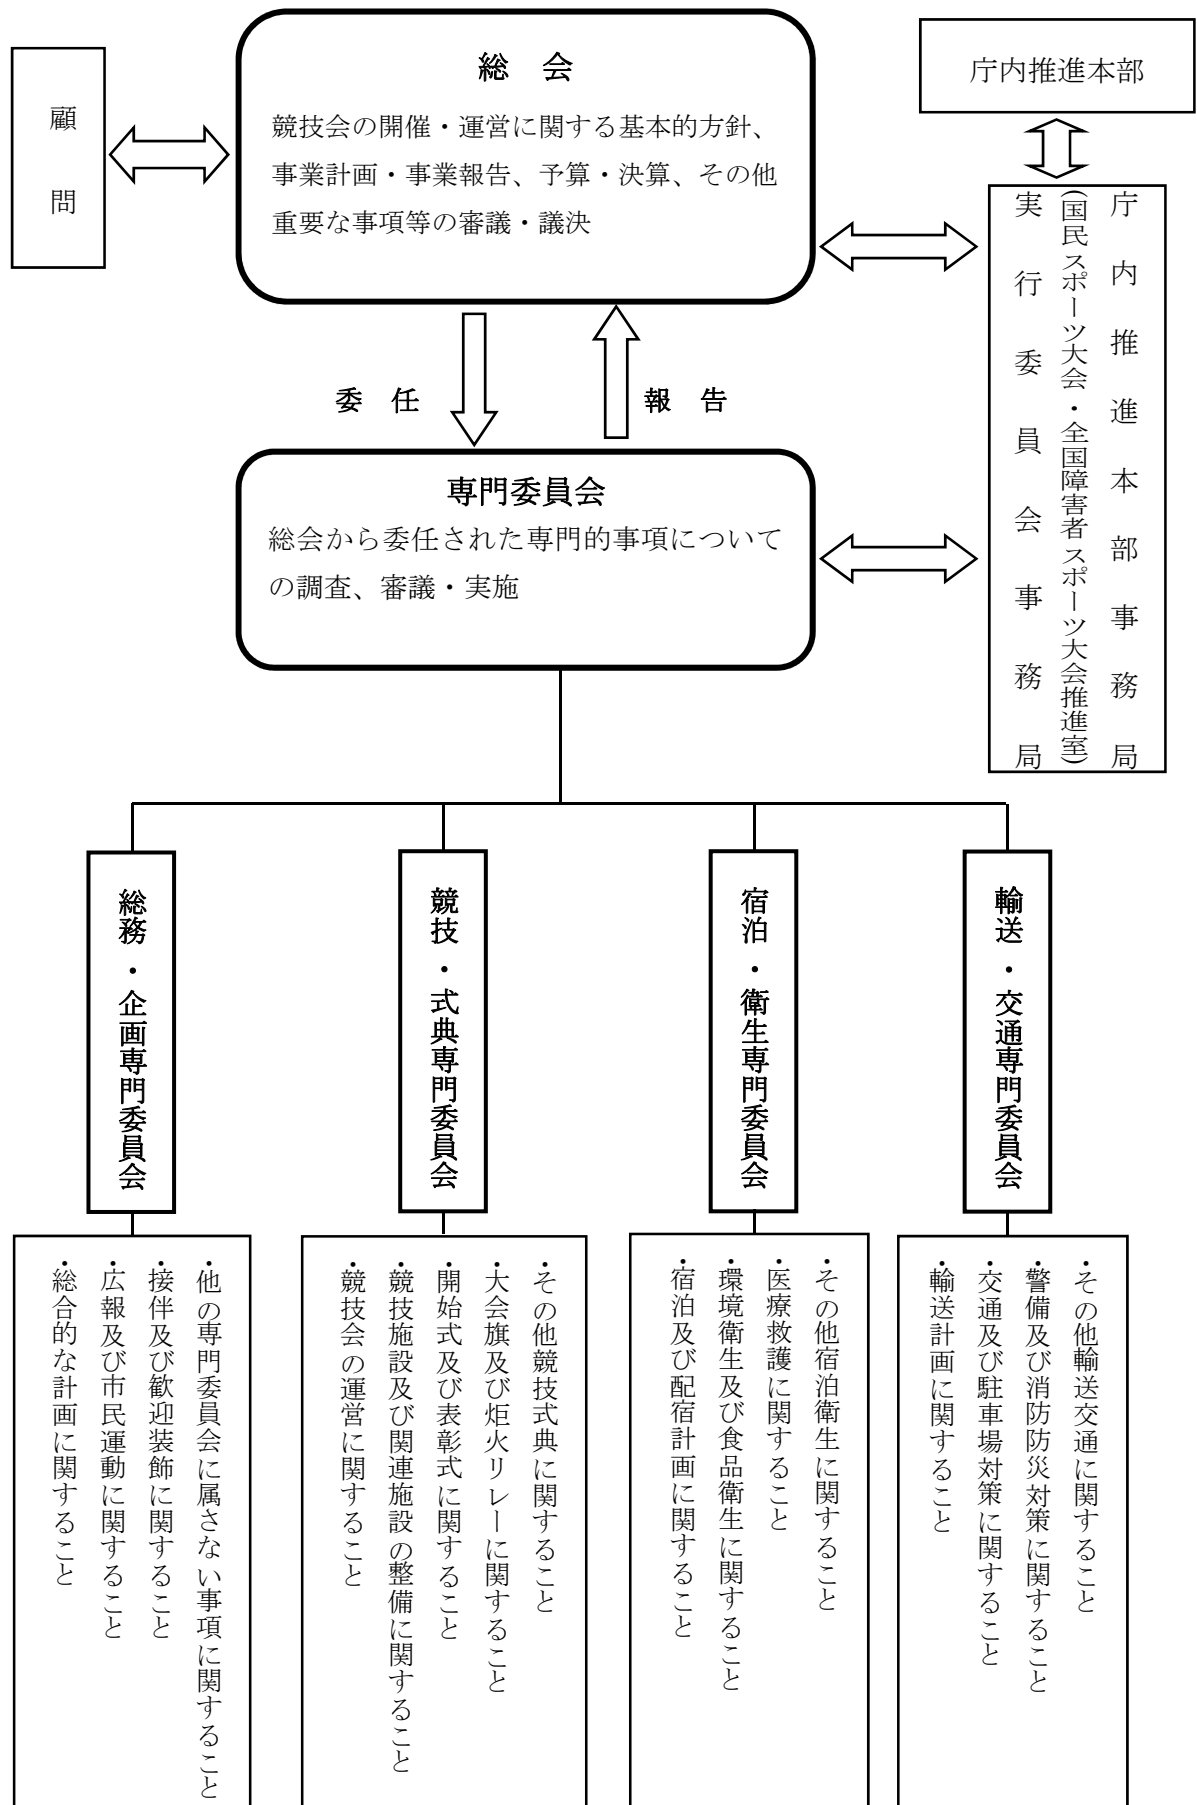 総　会
競技会の開催・運営に関する基本的方針、
事業計画・事業報告、予算・決算、その他
重要な事項等の審議・議決
顧　問
庁内推進本部
庁内推進本部事務局
(国民スポーツ大会・全国障害者スポーツ大会推進室)
実行委員会事務局
委　任
報　告
専門委員会
総会から委任された専門的事項について
の調査、審議・実施
総務・企画専門委員会
競技・式典専門委員会
宿泊・衛生専門委員会
輸送・交通専門委員会
・総合的な計画に関すること
・広報及び市民運動に関すること
・接伴及び歓迎装飾に関すること
・他の専門委員会に属さない事項に関すること
・競技会の運営に関すること
・競技施設及び関連施設の整備に関すること
・開始式及び表彰式に関すること
・大会旗及び炬火リレーに関すること
・その他競技式典に関すること
・宿泊及び配宿計画に関すること
・環境衛生及び食品衛生に関すること
・医療救護に関すること
・その他宿泊衛生に関すること
・輸送計画に関すること
・交通及び駐車場対策に関すること
・警備及び消防防災対策に関すること
・その他輸送交通に関すること